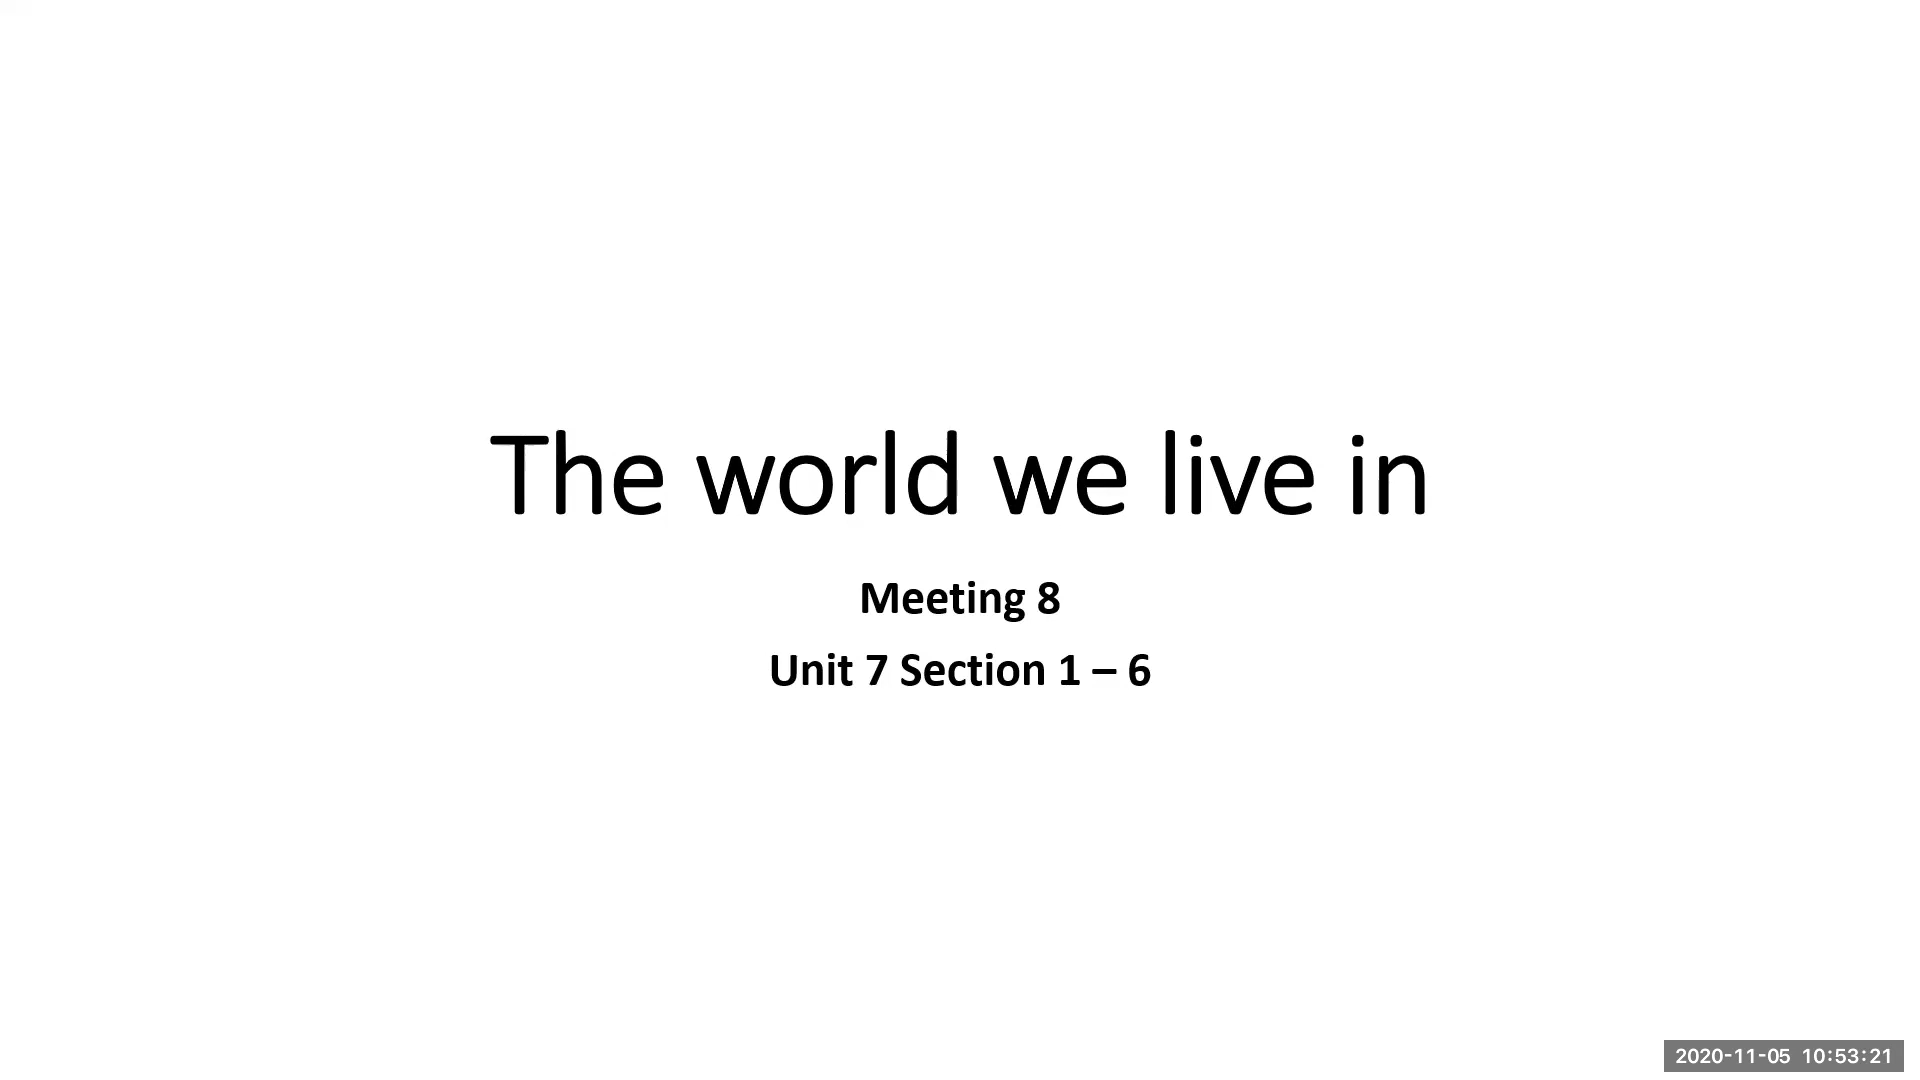 The world we live in
Meeting 8
Unit 7 Section 1 – 6
2020-11-05 10:53:21